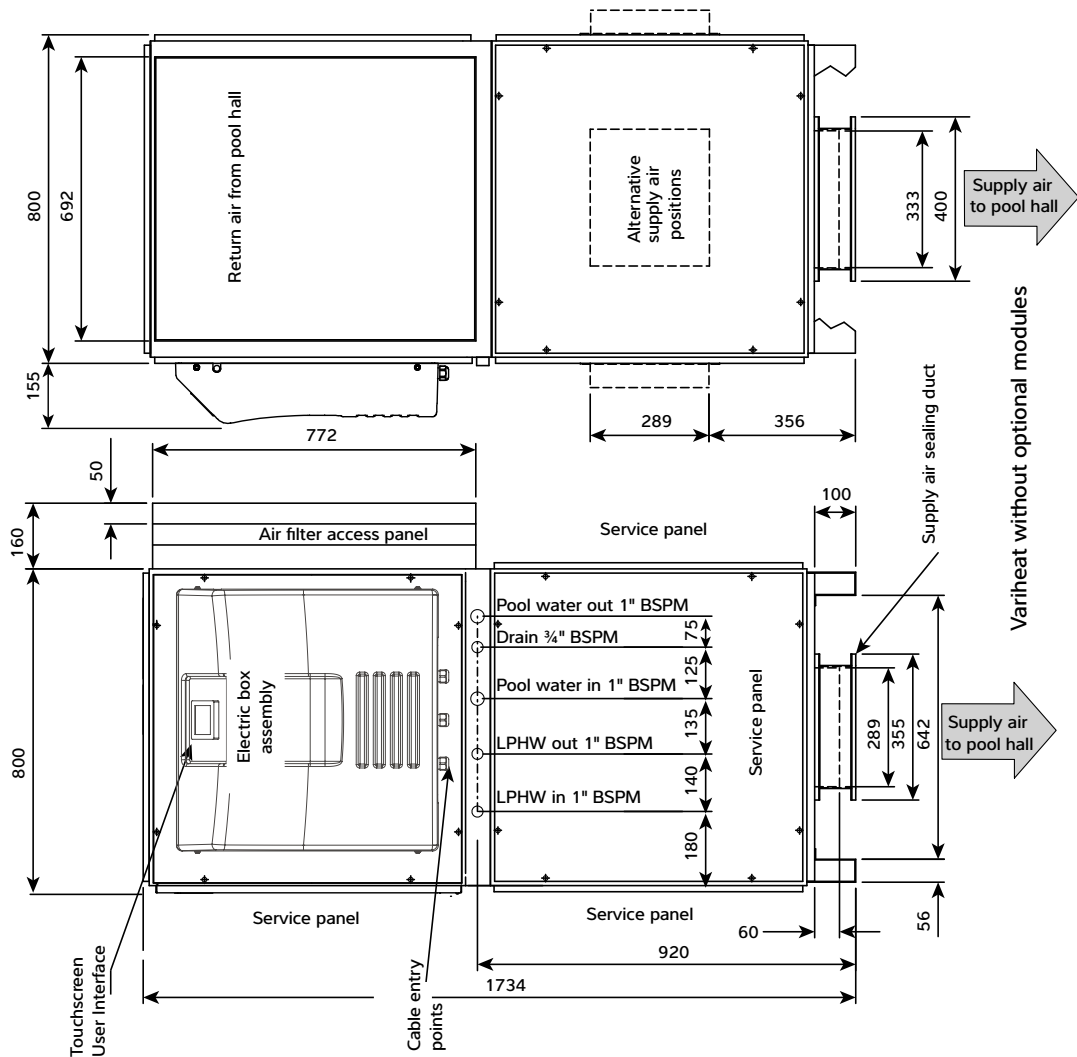 800
692
155
Return air from pool hall
Alternative
supply air
positions
333
400
Supply air
to pool hall
289
356
772
50
160
Air filter access panel
Service panel
100
Supply air sealing duct
Variheat without optional modules
800
Electric box
assembly
Pool water out 1" BSPM
75
Drain ¾" BSPM
125
Pool water in 1" BSPM
135
LPHW out 1" BSPM
140
LPHW in 1" BSPM
180
Service panel
289
355
642
Supply air
to pool hall
Service panel
Service panel
60
56
920
1734
Touchscreen
User Interface
Cable entry
points